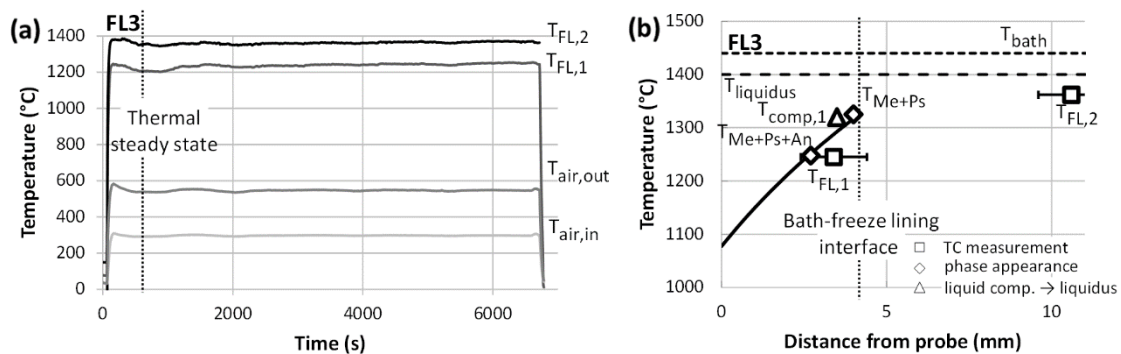 (a)
FL3
1400
1200
1000
800
600
400
200
0
Temperature (°C)
T_FL,2
T_FL,1
Thermal
steady state
T_air,out
T_air,in
0
2000
4000
6000
Time (s)
(b)
1500
1400
1300
1200
1100
1000
Temperature (°C)
FL3
T_bath
T_liquidus
T_comp,1
T_Me+Ps
T_FL,2
T_Me+Ps+An
T_FL,1
Bath-freeze lining
interface
TC measurement
phase appearance
liquid comp. → liquidus
0
5
10
Distance from probe (mm)